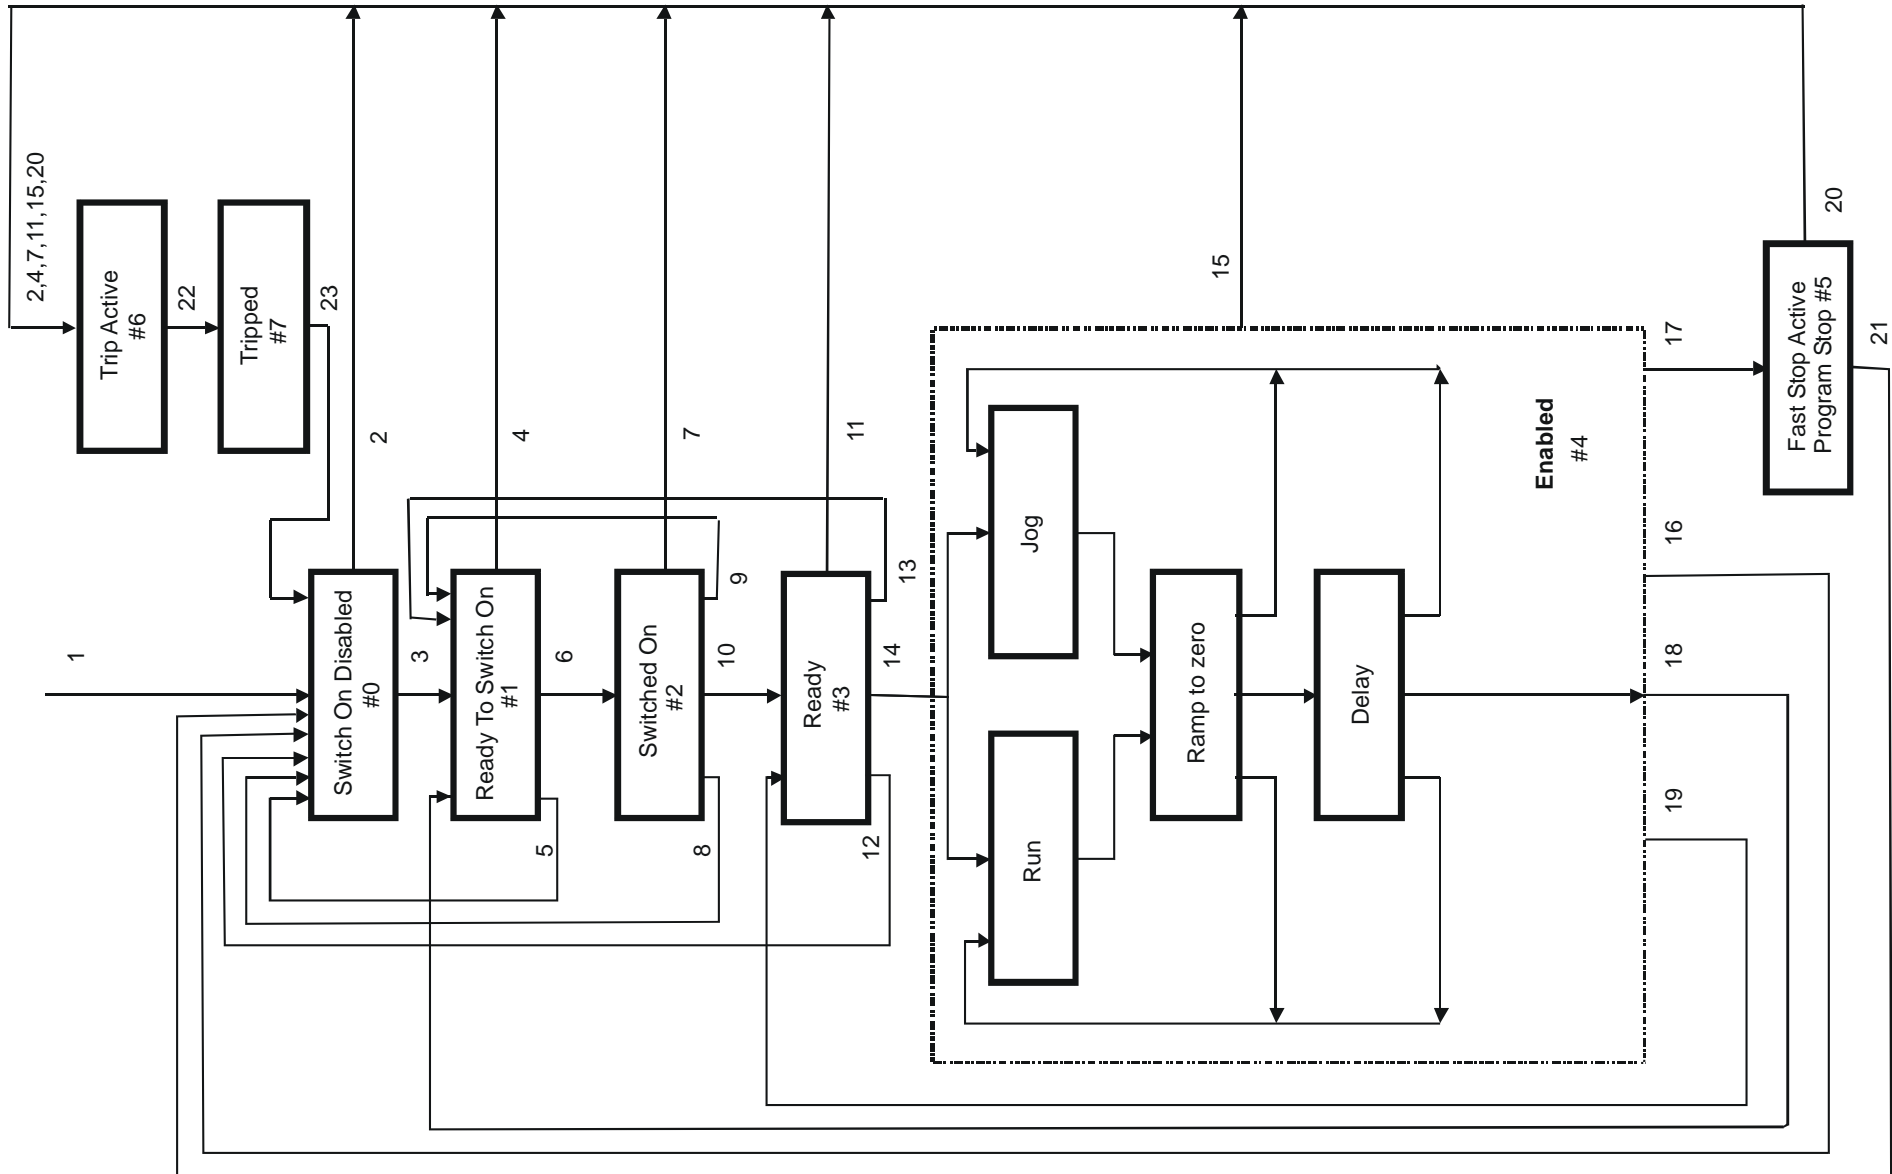 1
2,4,7,11,15,20
Trip Active
#6
22
Tripped
#7
23
Switch On Disabled
#0
2
3
Ready To Switch On
#1
4
5
6
Switched On
#2
7
8
9
10
Ready
#3
11
12
13
14
Run
Jog
Ramp to zero
Delay
Enabled
#4
15
16
17
18
19
Fast Stop Active
Program Stop #5
20
21